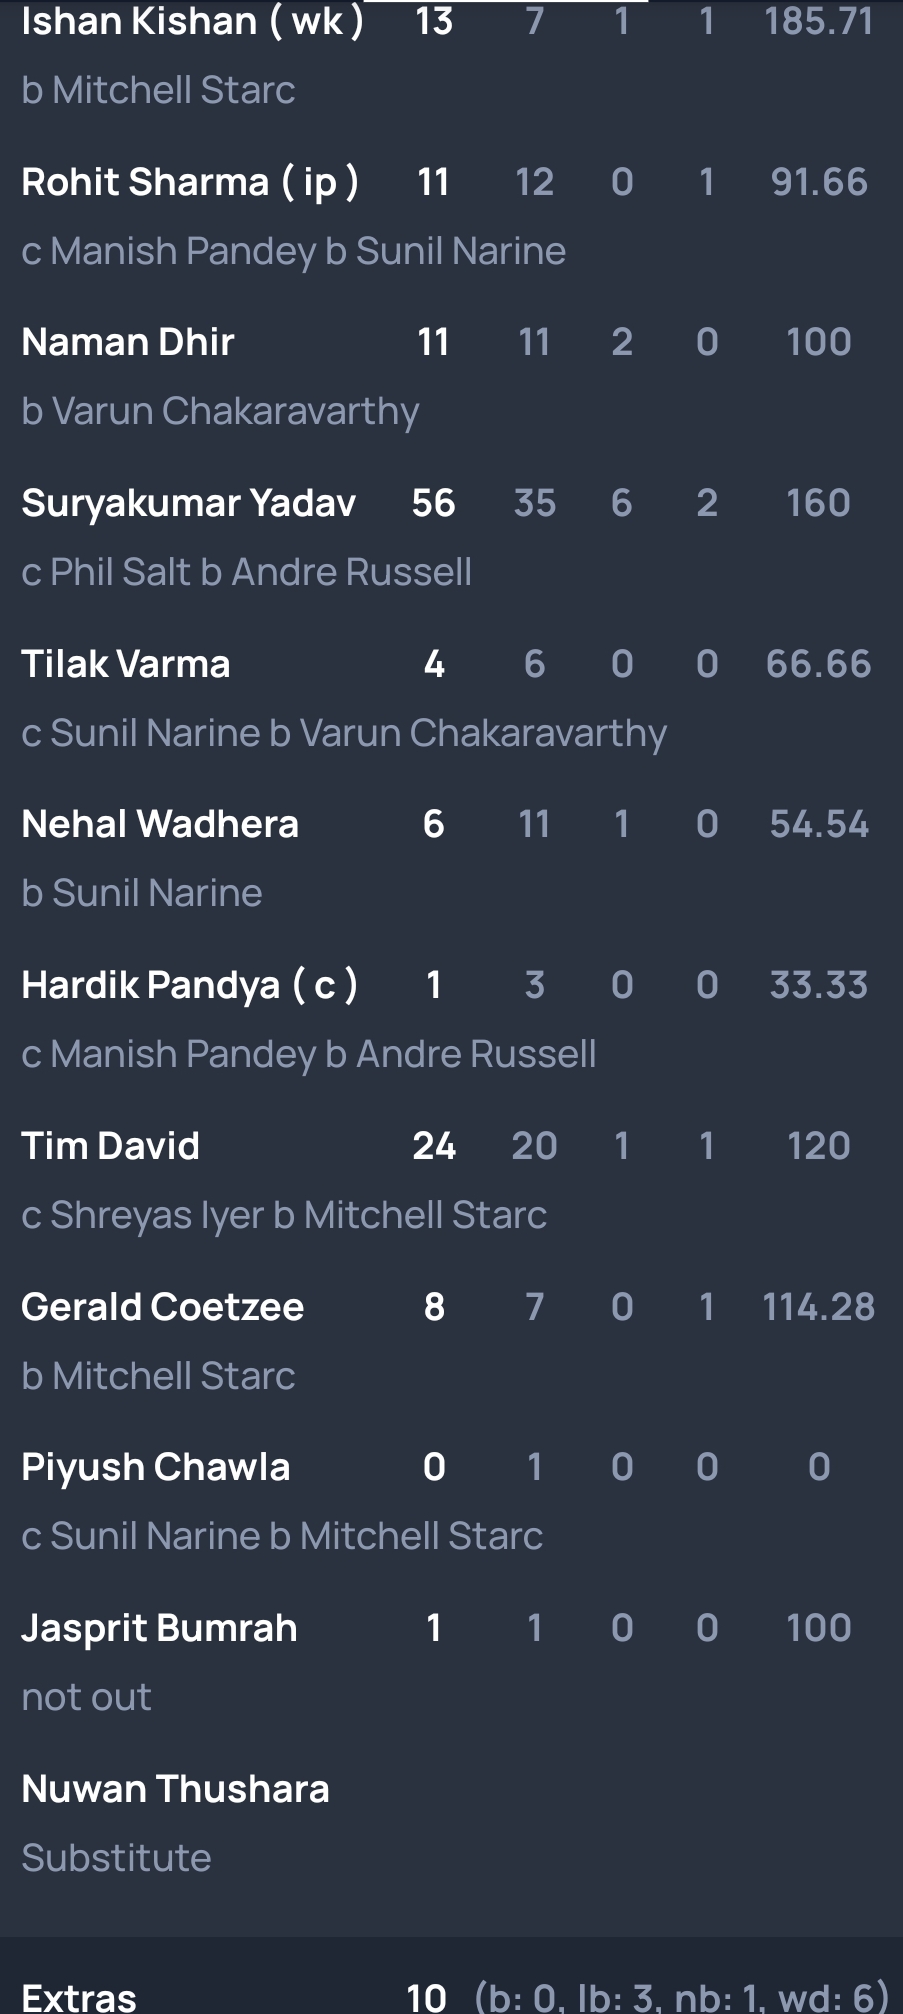 Ishan Kishan ( wk ) 13 7 1 1 185.71
b Mitchell Starc
Rohit Sharma ( ip ) 11 12 0 1 91.66
c Manish Pandey b Sunil Narine
Naman Dhir 11 11 2 0 100
b Varun Chakaravarthy
Suryakumar Yadav 56 35 6 2 160
c Phil Salt b Andre Russell
Tilak Varma 4 6 0 0 66.66
c Sunil Narine b Varun Chakaravarthy
Nehal Wadhera 6 11 1 0 54.54
b Sunil Narine
Hardik Pandya ( c ) 1 3 0 0 33.33
c Manish Pandey b Andre Russell
Tim David 24 20 1 1 120
c Shreyas Iyer b Mitchell Starc
Gerald Coetzee 8 7 0 1 114.28
b Mitchell Starc
Piyush Chawla 0 1 0 0 0
c Sunil Narine b Mitchell Starc
Jasprit Bumrah 1 1 0 0 100
not out
Nuwan Thushara
Substitute
Extras 10 (b: 0, lb: 3, nb: 1, wd: 6)